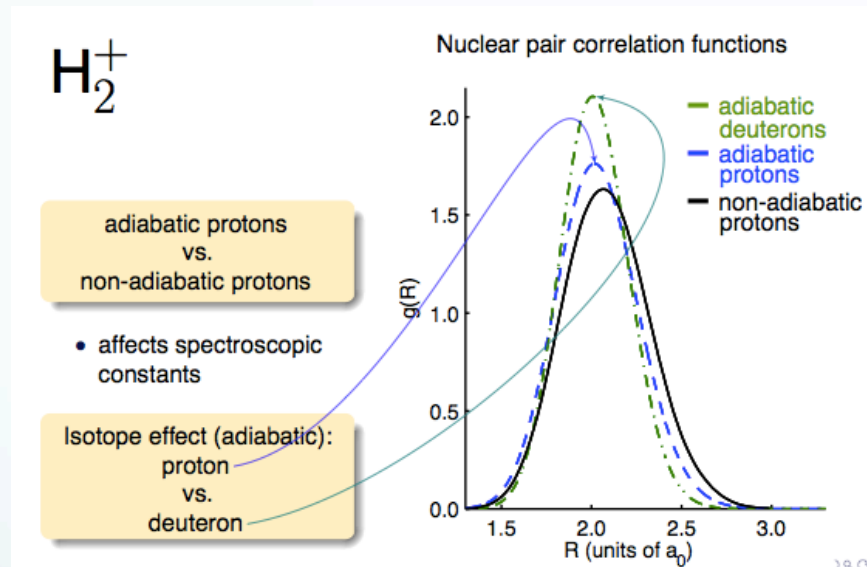 H₂⁺
Nuclear pair correlation functions
adiabatic
deuterons
adiabatic
protons
non-adiabatic
protons
adiabatic protons
vs.
non-adiabatic protons
• affects spectroscopic
constants
Isotope effect (adiabatic):
proton
vs.
deuteron
g(R)
2.0
1.5
1.0
0.5
0.0
1.5 2.0 2.5 3.0
R (units of a₀)